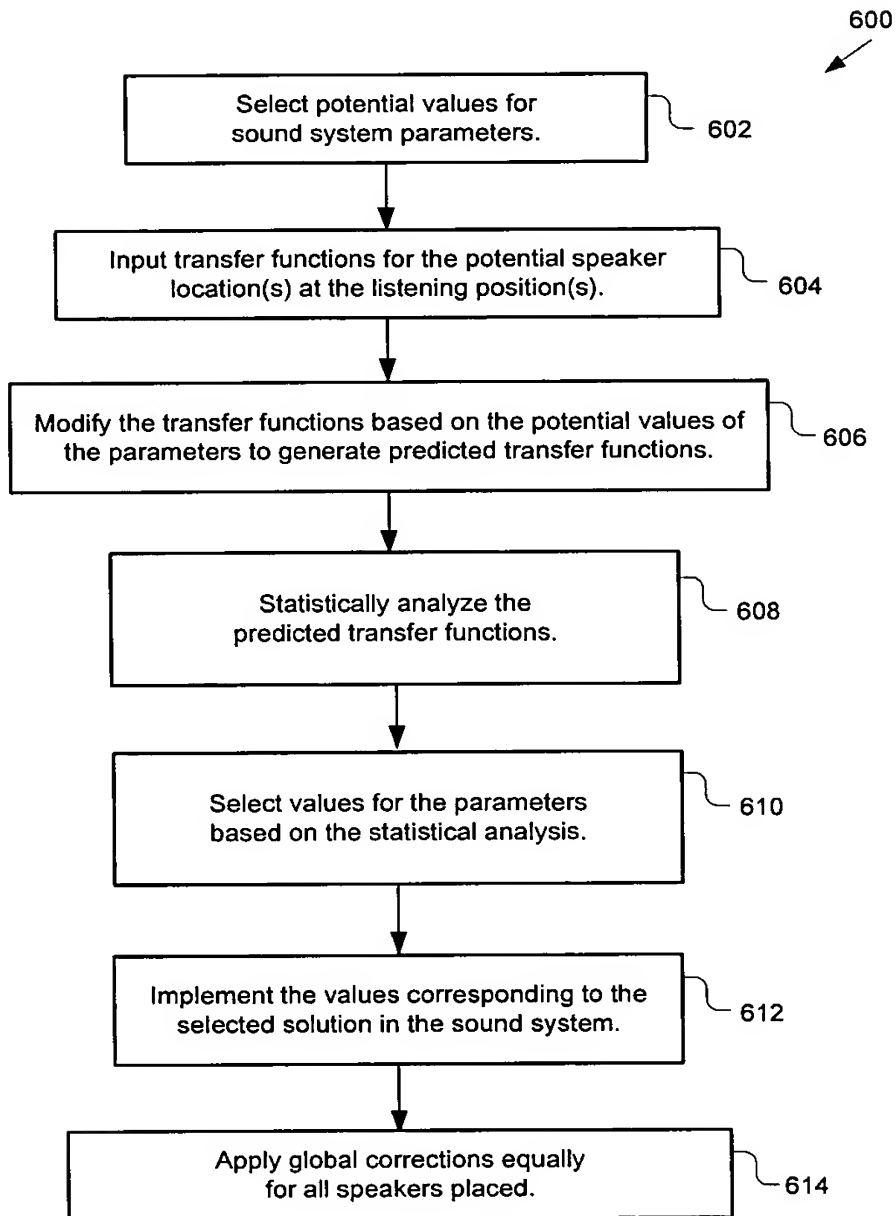 600
Select potential values for
sound system parameters.
602
Input transfer functions for the potential speaker
location(s) at the listening position(s).
604
Modify the transfer functions based on the potential values of
the parameters to generate predicted transfer functions.
606
Statistically analyze the
predicted transfer functions.
608
Select values for the parameters
based on the statistical analysis.
610
Implement the values corresponding to the
selected solution in the sound system.
612
Apply global corrections equally
for all speakers placed.
614